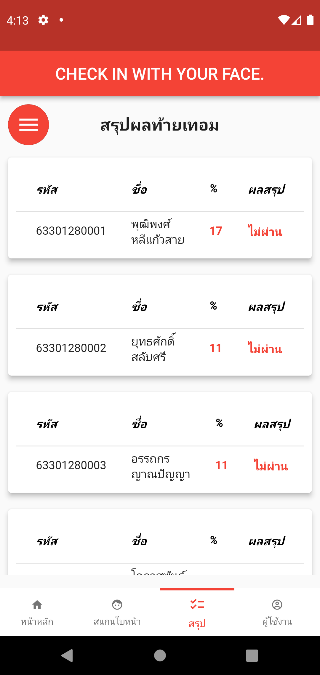 4:13
CHECK IN WITH YOUR FACE.
สรุปผลท้ายเทอม
รหัส ชื่อ % ผลสรุป
63301280001 พุฒิพงศ์ หลีแก้วสาย 17 ไม่ผ่าน
รหัส ชื่อ % ผลสรุป
63301280002 ยุทธศักดิ์ สลับศรี 11 ไม่ผ่าน
รหัส ชื่อ % ผลสรุป
63301280003 อรรถกร ญาณปัญญา 11 ไม่ผ่าน
รหัส ชื่อ % ผลสรุป
หน้าหลัก สแกนใบหน้า สรุป ผู้ใช้งาน